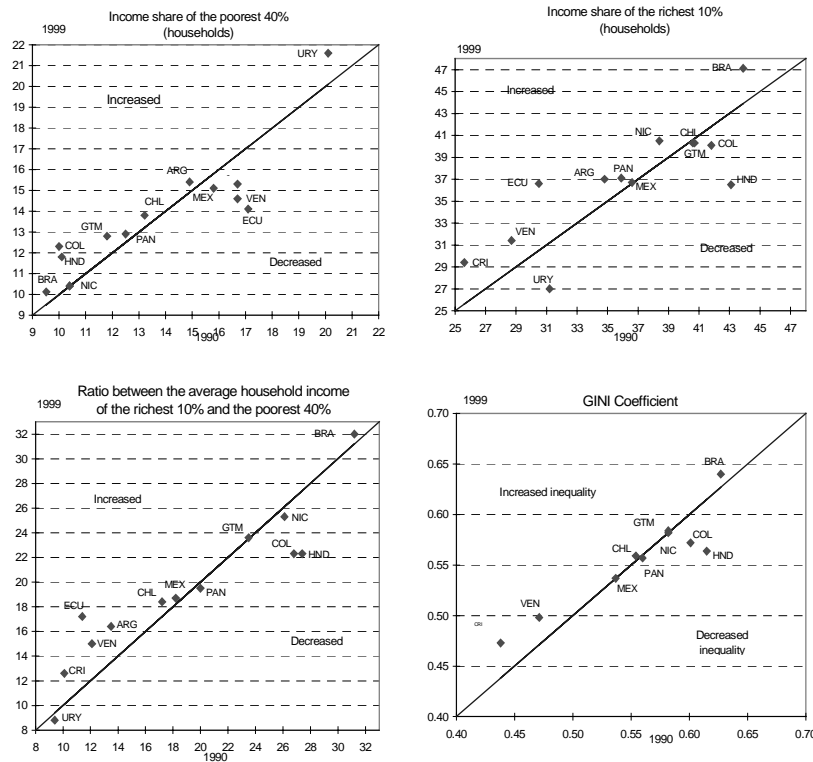 Income share of the poorest 40%
(households)
1999
22
21
20
19
18
17
16
15
14
13
12
11
10
9
URY
Increased
ARG
MEX
VEN
ECU
CHL
GTM
PAN
COL
HND
Decreased
BRA
NIC
9 10 11 12 13 14 15 16 17 18 19 20 21 22
1990
Income share of the richest 10%
(households)
1999
47
45
43
41
39
37
35
33
31
29
27
25
BRA
Increased
NIC
CHL
COL
GTM
ARG
PAN
ECU
MEX
HND
VEN
Decreased
CRI
URY
25 27 29 31 33 35 37 39 41 43 45 47
1990
Ratio between the average household income
of the richest 10% and the poorest 40%
1999
32
30
28
26
24
22
20
18
16
14
12
10
8
BRA
Increased
NIC
GTM
COL
HND
MEX
CHL
PAN
ECU
ARG
VEN
Decreased
CRI
URY
8 10 12 14 16 18 20 22 24 26 28 30 32
1990
GINI Coefficient
1999
0.70
0.65
0.60
0.55
0.50
0.45
0.40
BRA
Increased inequality
GTM
COL
CHL
NIC
HND
PAN
MEX
VEN
CRI
Decreased
inequality
0.40 0.45 0.50 0.55 0.60 0.65 0.70
1990